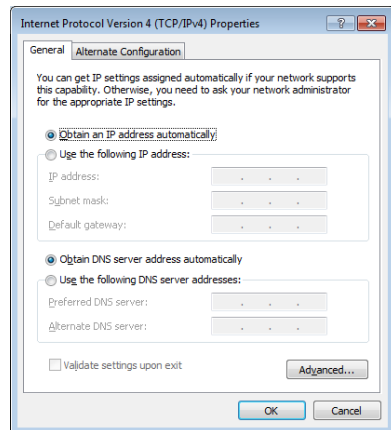 Internet Protocol Version 4 (TCP/IPv4) Properties
General
Alternate Configuration
You can get IP settings assigned automatically if your network supports
this capability. Otherwise, you need to ask your network administrator
for the appropriate IP settings.
Obtain an IP address automatically
Use the following IP address:
IP address:
Subnet mask:
Default gateway:
Obtain DNS server address automatically
Use the following DNS server addresses:
Preferred DNS server:
Alternate DNS server:
Validate settings upon exit
Advanced...
OK
Cancel